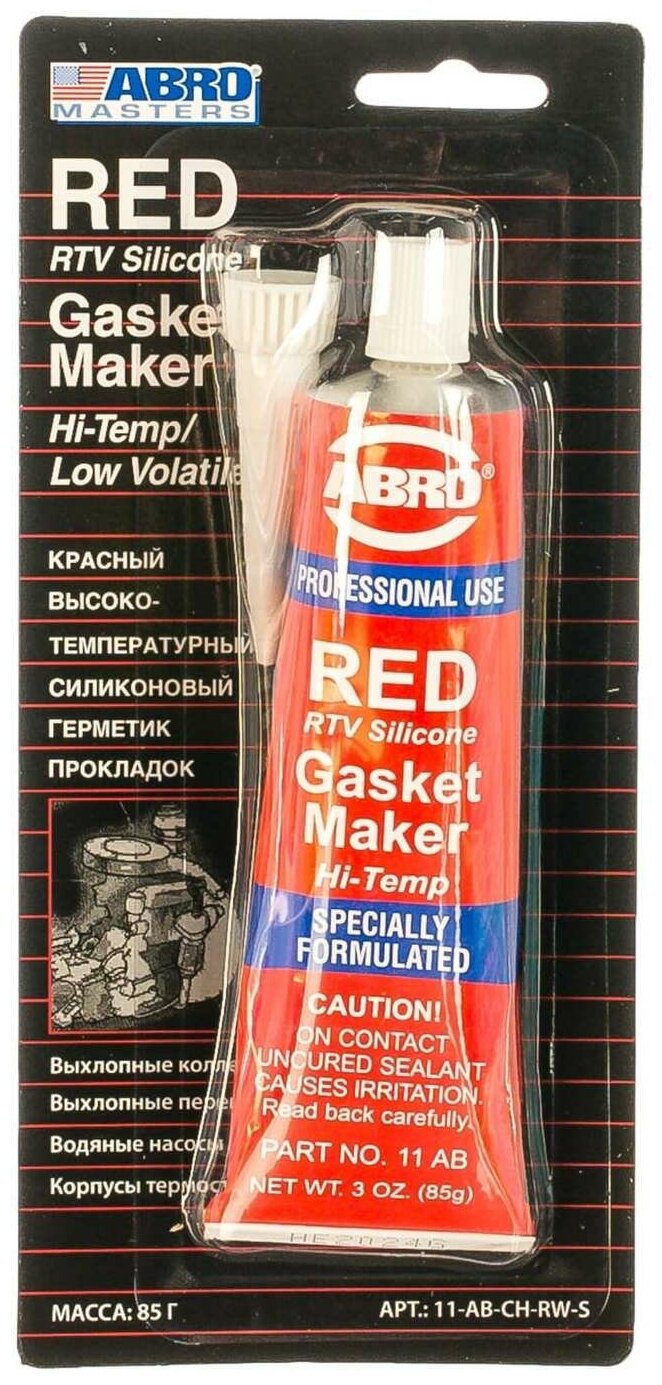 ABRO®
MASTERS
RED
RTV Silicone
Gasket
Maker
Hi-Temp/
Low Volatile
КРАСНЫЙ
ВЫСОКО-
ТЕМПЕРАТУРНЫЙ
СИЛИКОНОВЫЙ
ГЕРМЕТИК
ПРОКЛАДОК
Выхлопные
Выхлопные
Водяные насосы
Корпусы
МАССА: 85 Г
АРТ.: 11-AB-CH-RW-S
ABRO®
PROFESSIONAL USE
RED
RTV Silicone
Gasket
Maker
Hi-Temp
SPECIALLY
FORMULATED
CAUTION!
ON CONTACT
UNCURED SEALANT
CAUSES IRRITATION.
Read back carefully.
PART NO. 11 AB
NET WT. 3 OZ. (85g)